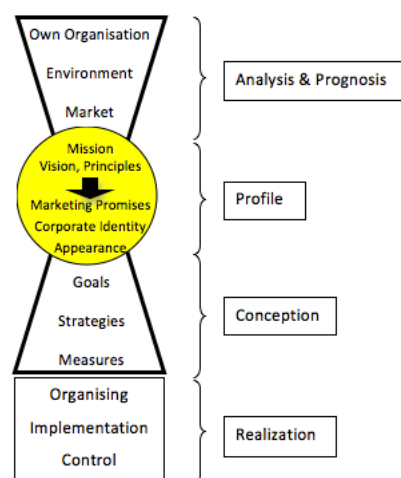 Own Organisation
Environment
Market
Analysis & Prognosis
Mission
Vision, Principles
Marketing Promises
Corporate Identity
Appearance
Profile
Goals
Strategies
Measures
Conception
Organising
Implementation
Control
Realization